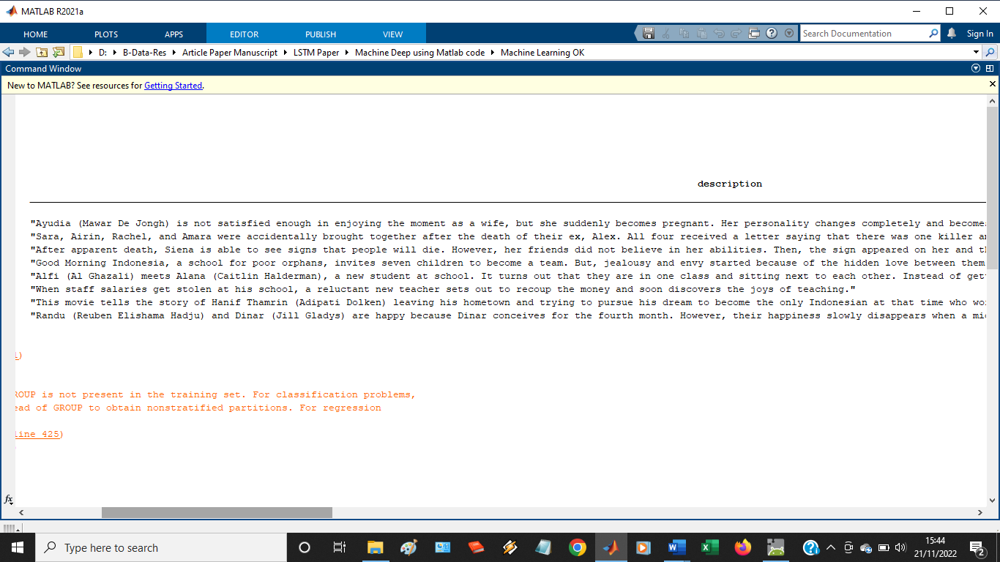 MATLAB R2021a
HOME PLOTS APPS EDITOR PUBLISH VIEW Search Documentation Sign In
D: B-Data-Res Article Paper Manuscript LSTM Paper Machine Deep using Matlab code Machine Learning OK
Command Window
New to MATLAB? See resources for Getting Started.
description
"Ayudia (Mawar De Jongh) is not satisfied enough in enjoying the moment as a wife, but she suddenly becomes pregnant. Her personality changes completely and become
"Sara, Airin, Rachel, and Amara were accidentally brought together after the death of their ex, Alex. All four received a letter saying that there was one killer a
"After apparent death, Siena is able to see signs that people will die. However, her friends did not believe in her abilities. Then, the sign appeared on her and t
"Good Morning Indonesia, a school for poor orphans, invites seven children to become a team. But, jealousy and envy started because of the hidden love between them
"Alfi (Al Ghazali) meets Alana (Caitlin Halderman), a new student at school. It turns out that they are in one class and sitting next to each other. Instead of get
"When staff salaries get stolen at his school, a reluctant new teacher sets out to recoup the money and soon discovers the joys of teaching."
"This movie tells the story of Hanif Thamrin (Adipati Dolken) leaving his hometown and trying to pursue his dream to become the only Indonesian at that time who wo
"Randu (Reuben Elishama Hadju) and Dinar (Jill Gladys) are happy because Dinar conceives for the fourth month. However, their happiness slowly disappears when a mi
)
ROUP is not present in the training set. For classification problems,
ead of GROUP to obtain nonstratified partitions. For regression
line 425)
fx
Type here to search
15:44
21/11/2022
2